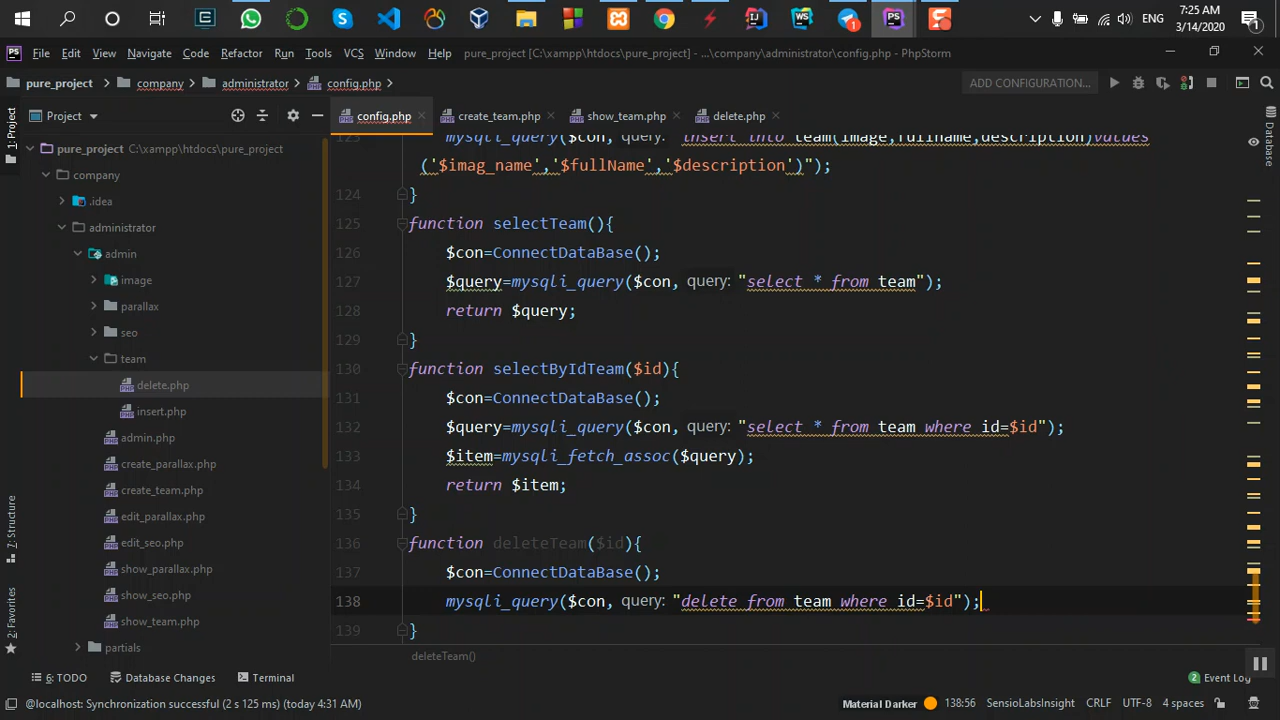 ENG
7:25 AM
3/14/2020
File Edit View Navigate Code Refactor Run Tools VCS Window Help pure_project [C:\xampp\htdocs\pure_project] - ...\company\administrator\config.php - PhpStorm
pure_project company administrator config.php ADD CONFIGURATION...
Project config.php create_team.php show_team.php delete.php
1: Project
7: Structure
2: Favorites
Database
pure_project C:\xampp\htdocs\pure_project
company
.idea
administrator
admin
image
parallax
seo
team
delete.php
insert.php
admin.php
create_parallax.php
create_team.php
edit_parallax.php
edit_seo.php
show_parallax.php
show_seo.php
show_team.php
partials
123 mysqli_query($con, query: "insert into team(image,fullname,description)values
('$imag_name','$fullName','$description')");
124 }
125 function selectTeam(){
126 $con=ConnectDataBase();
127 $query=mysqli_query($con, query: "select * from team");
128 return $query;
129 }
130 function selectByIdTeam($id){
131 $con=ConnectDataBase();
132 $query=mysqli_query($con, query: "select * from team where id=$id");
133 $item=mysqli_fetch_assoc($query);
134 return $item;
135 }
136 function deleteTeam($id){
137 $con=ConnectDataBase();
138 mysqli_query($con, query: "delete from team where id=$id");
139 }
deleteTeam()
6: TODO Database Changes Terminal 2 Event Log
@localhost: Synchronization successful (2 s 125 ms) (today 4:31 AM) Material Darker 138:56 SensioLabsInsight CRLF UTF-8 4 spaces